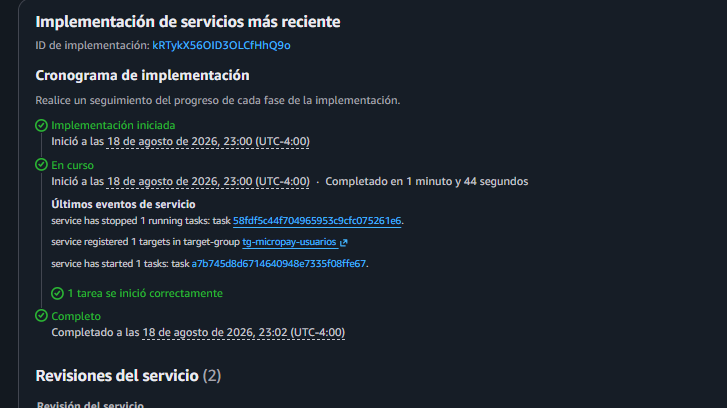 Implementación de servicios más reciente
ID de implementación: kRTykX56OID3OLCfHhQ9o
Cronograma de implementación
Realice un seguimiento del progreso de cada fase de la implementación.
Implementación iniciada
Inició a las 18 de agosto de 2026, 23:00 (UTC-4:00)
En curso
Inició a las 18 de agosto de 2026, 23:00 (UTC-4:00) · Completado en 1 minuto y 44 segundos
Últimos eventos de servicio
service has stopped 1 running tasks: task 58fdf5c44f704965953c9cfc075261e6.
service registered 1 targets in target-group tg-micropay-usuarios
service has started 1 tasks: task a7b745d8d6714640948e7335f08ffe67.
1 tarea se inició correctamente
Completo
Completado a las 18 de agosto de 2026, 23:02 (UTC-4:00)
Revisiones del servicio (2)
Revisión del servicio